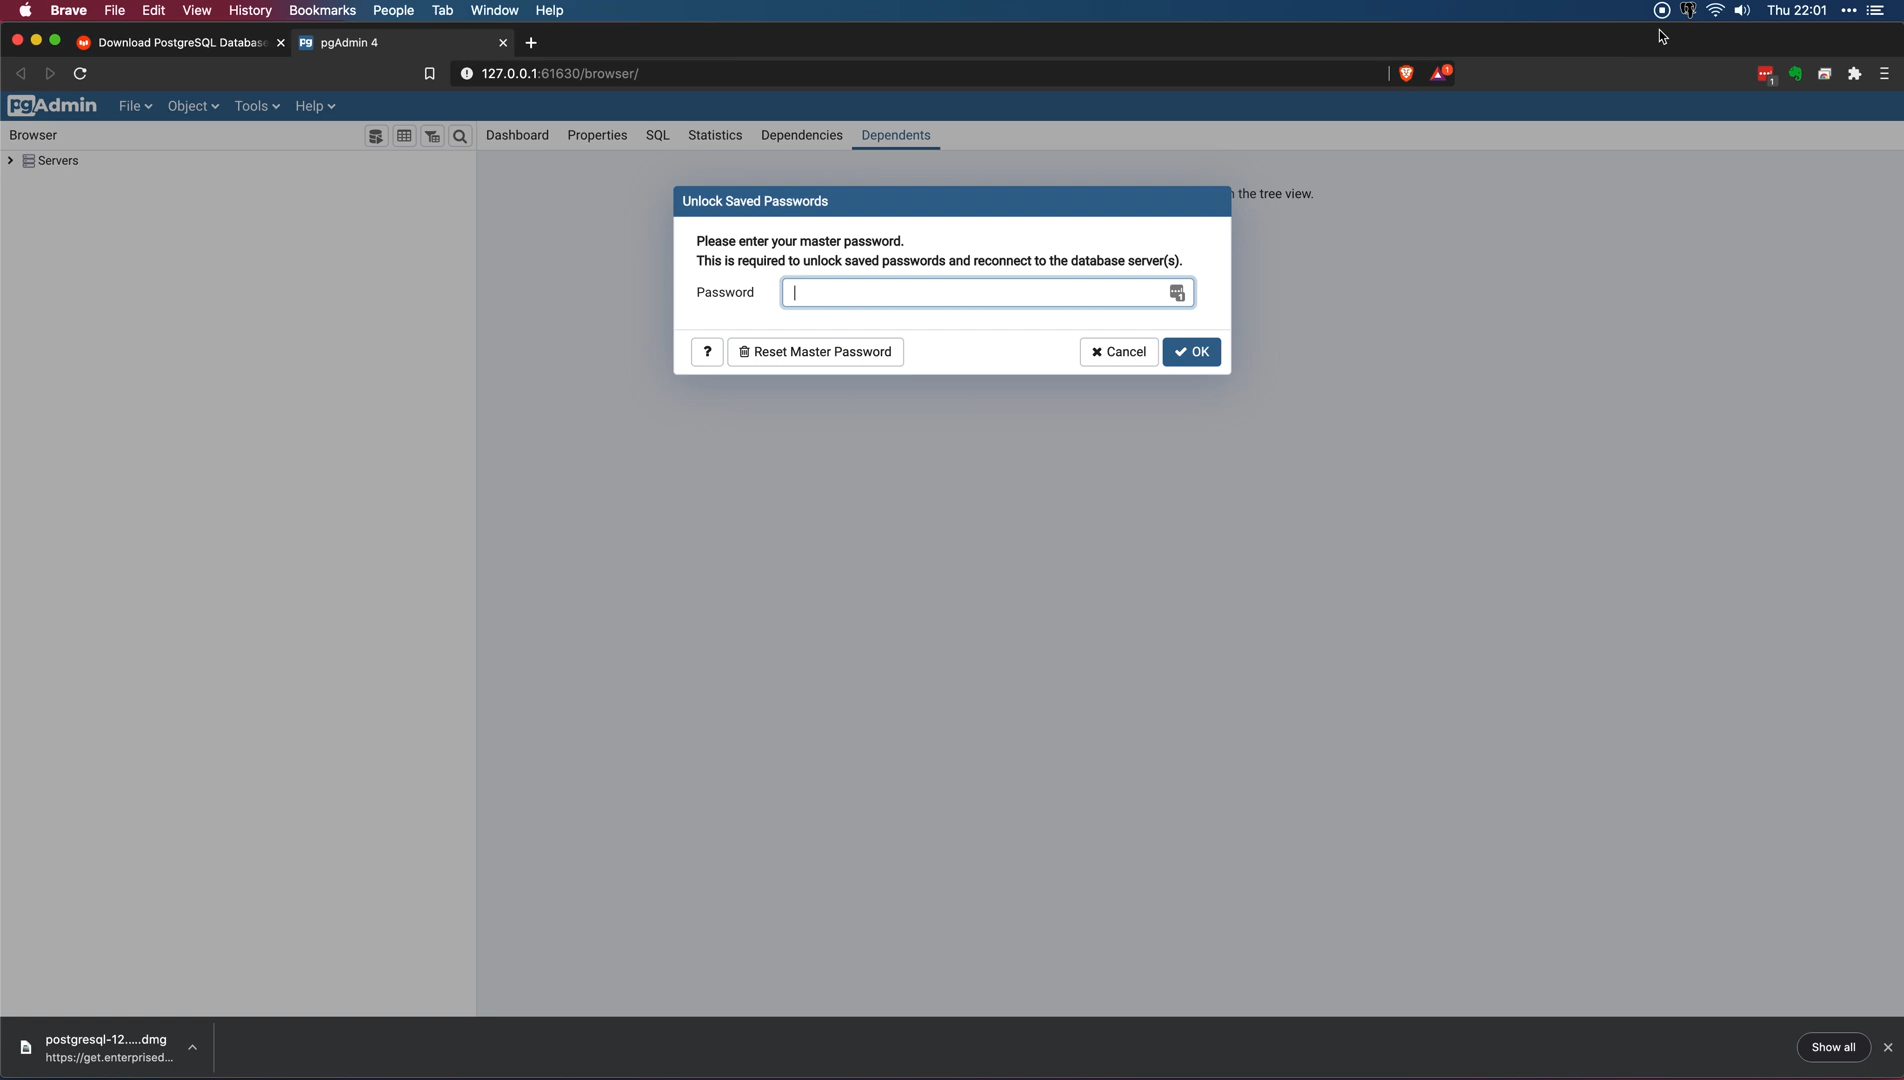 Brave File Edit View History Bookmarks People Tab Window Help Thu 22:01
Download PostgreSQL Database pgAdmin 4
127.0.0.1:61630/browser/ 1
1
pgAdmin File Object Tools Help
Browser Dashboard Properties SQL Statistics Dependencies Dependents
Servers
the tree view.
Unlock Saved Passwords
Please enter your master password.
This is required to unlock saved passwords and reconnect to the database server(s).
Password
1
? Reset Master Password Cancel OK
postgresql-12.....dmg
https://get.enterprised...
Show all